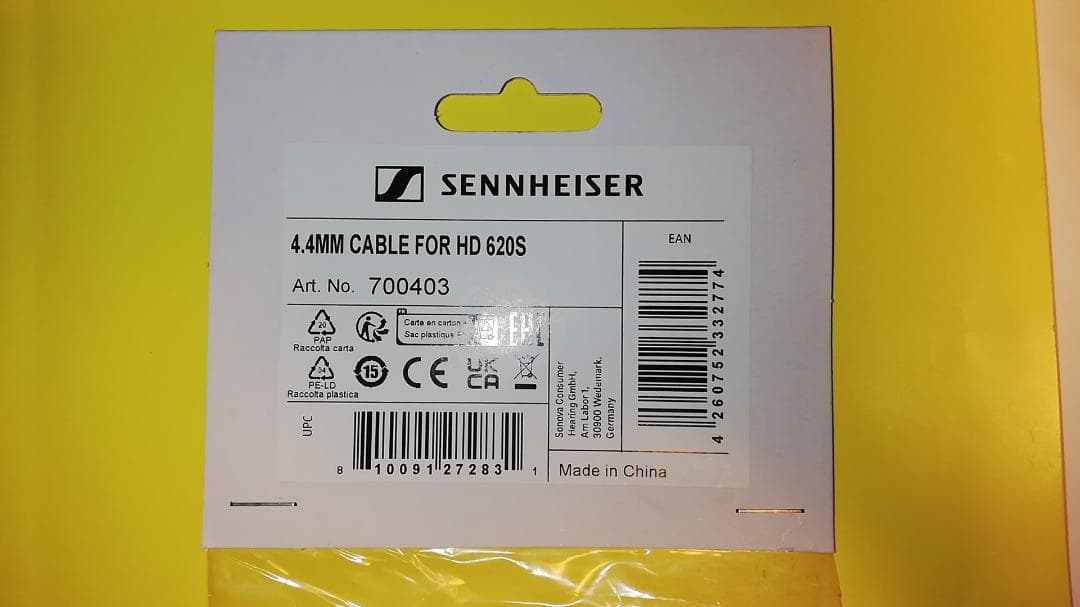 SENNHEISER
4.4MM CABLE FOR HD 620S
Art. No. 700403
EAN
4 260752 332774
20
PAP
Raccolta carta
Carte en carton +
Sac plastique
EAC
04
PE-LD
Raccolta plastica
15
CE
UK
CA
Sonova Consumer
Hearing GmbH,
Am Labor 1,
30900 Wedemark,
Germany
UPC
8 10091 27283 1
Made in China